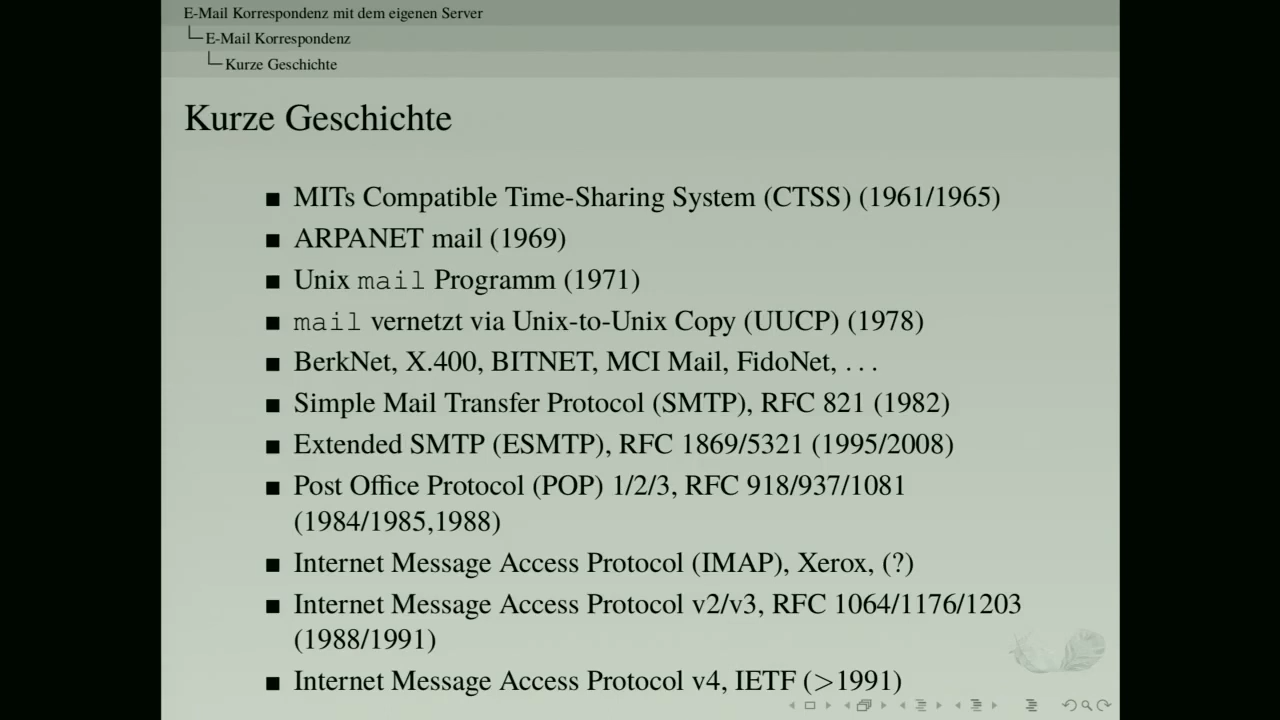 E-Mail Korrespondenz mit dem eigenen Server
E-Mail Korrespondenz
Kurze Geschichte
Kurze Geschichte
MITs Compatible Time-Sharing System (CTSS) (1961/1965)
ARPANET mail (1969)
Unix mail Programm (1971)
mail vernetzt via Unix-to-Unix Copy (UUCP) (1978)
BerkNet, X.400, BITNET, MCI Mail, FidoNet, . . .
Simple Mail Transfer Protocol (SMTP), RFC 821 (1982)
Extended SMTP (ESMTP), RFC 1869/5321 (1995/2008)
Post Office Protocol (POP) 1/2/3, RFC 918/937/1081
(1984/1985,1988)
Internet Message Access Protocol (IMAP), Xerox, (?)
Internet Message Access Protocol v2/v3, RFC 1064/1176/1203
(1988/1991)
Internet Message Access Protocol v4, IETF (>1991)